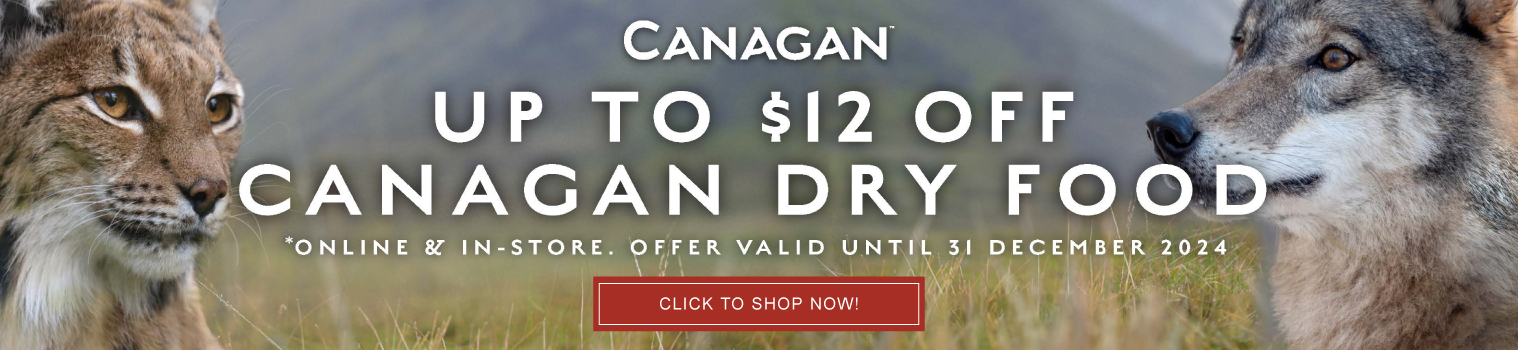 CANAGAN™
UP TO $12 OFF
CANAGAN DRY FOOD
*ONLINE & IN-STORE. OFFER VALID UNTIL 31 DECEMBER 2024
CLICK TO SHOP NOW!